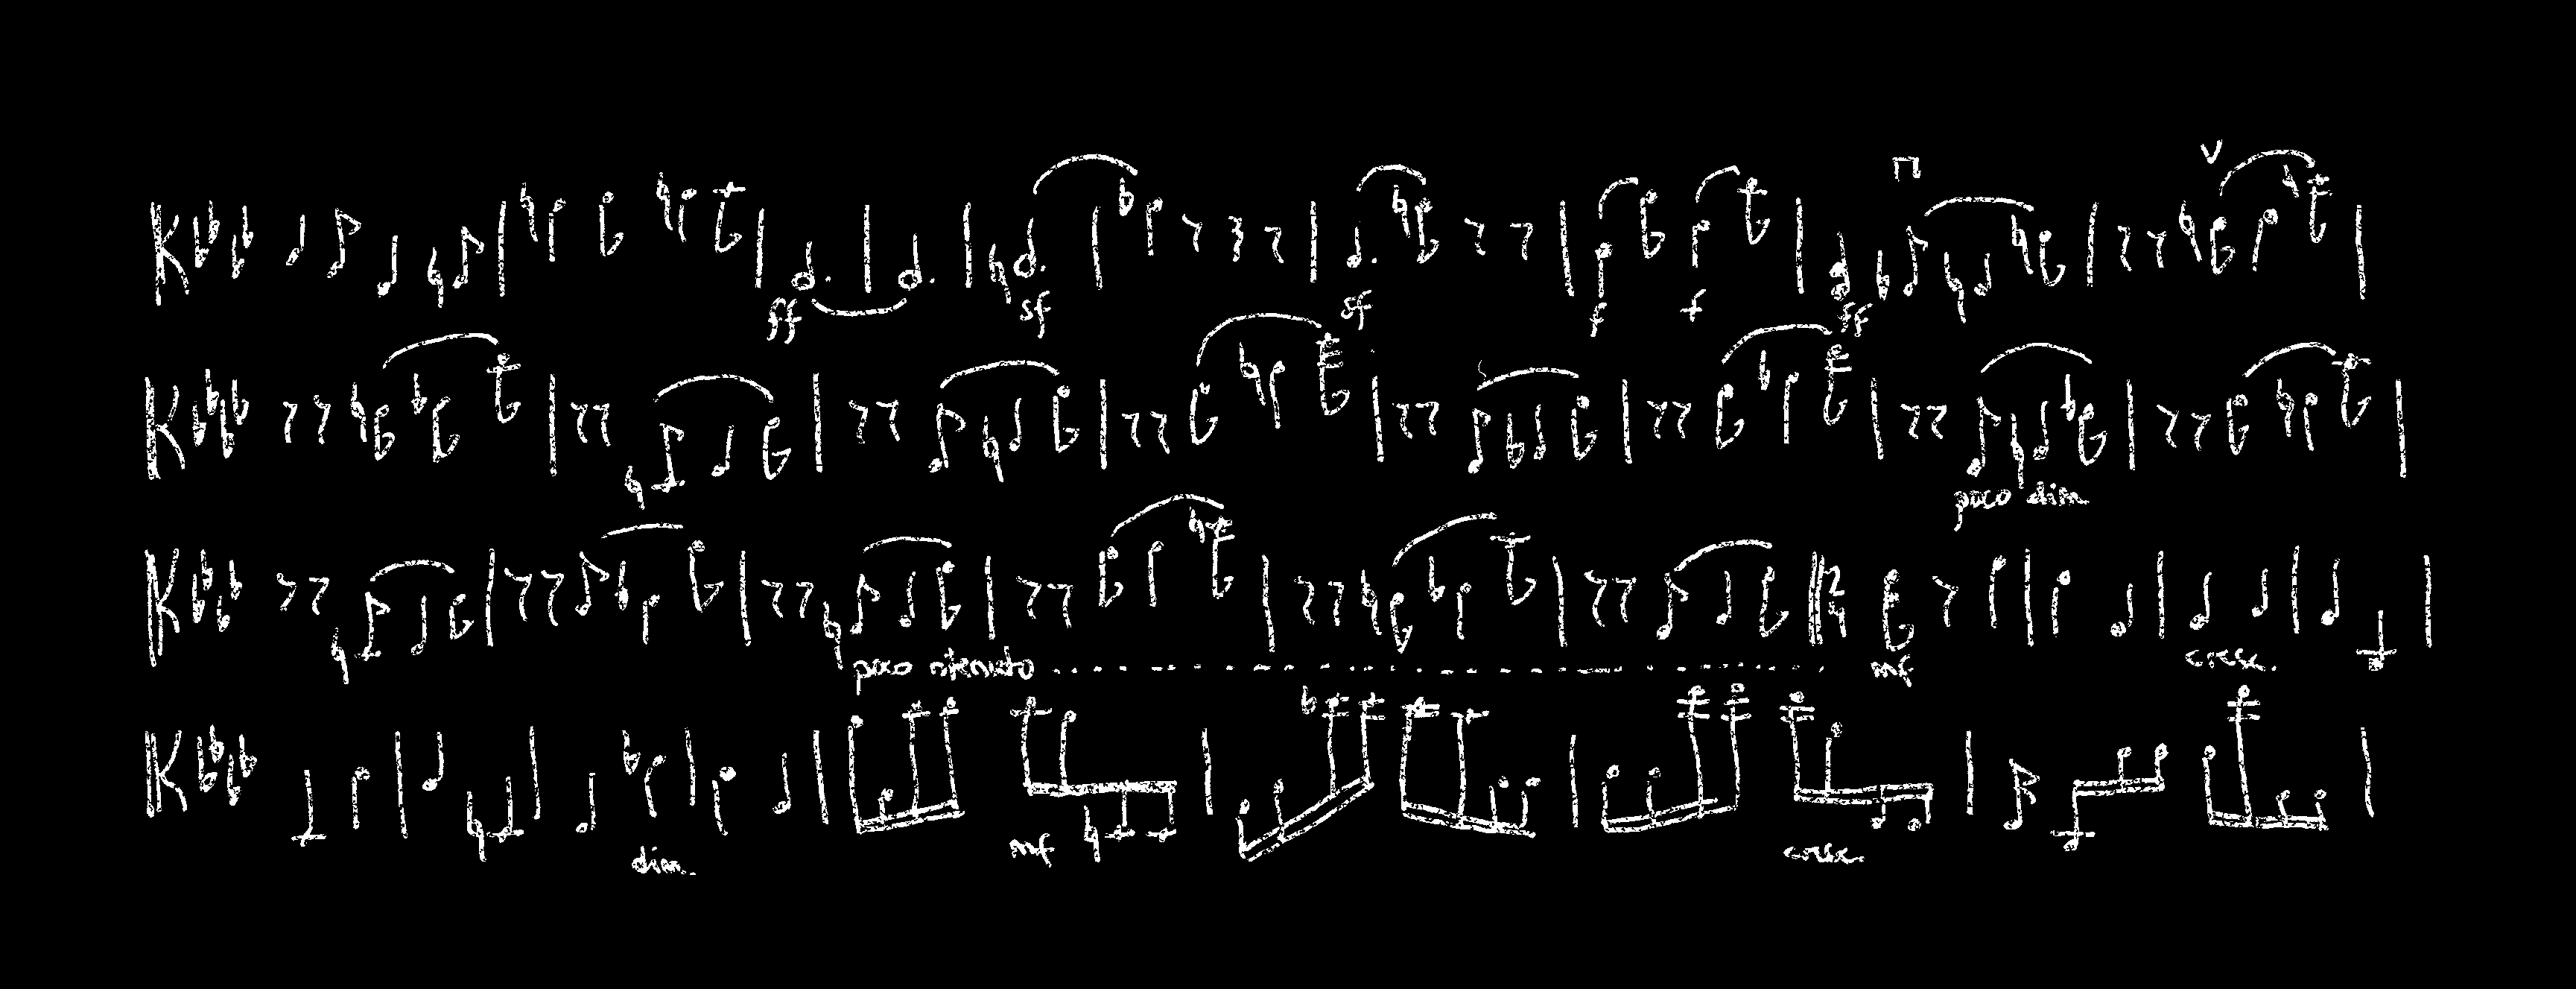 ff sf sf f f ff
poco dim.
poco ritenuto mf cresc.
dim. mf cresc.